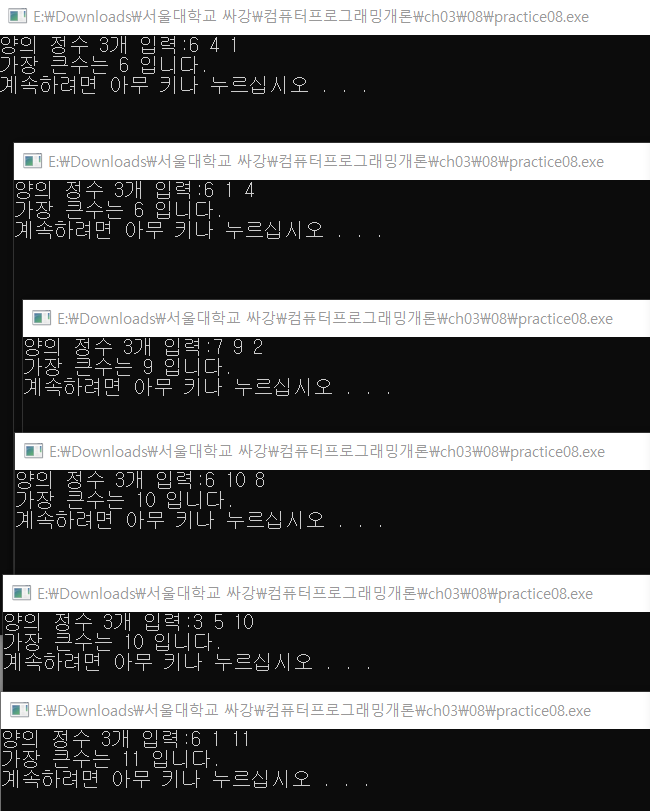 E:₩Downloads₩서울대학교 싸강₩컴퓨터프로그래밍개론₩ch03₩08₩practice08.exe
양의 정수 3개 입력:6 4 1
가장 큰수는 6 입니다.
계속하려면 아무 키나 누르십시오 . . .
E:₩Downloads₩서울대학교 싸강₩컴퓨터프로그래밍개론₩ch03₩08₩practice08.exe
양의 정수 3개 입력:6 1 4
가장 큰수는 6 입니다.
계속하려면 아무 키나 누르십시오 . . .
E:₩Downloads₩서울대학교 싸강₩컴퓨터프로그래밍개론₩ch03₩08₩practice08.exe
양의 정수 3개 입력:7 9 2
가장 큰수는 9 입니다.
계속하려면 아무 키나 누르십시오 . . .
E:₩Downloads₩서울대학교 싸강₩컴퓨터프로그래밍개론₩ch03₩08₩practice08.exe
양의 정수 3개 입력:6 10 8
가장 큰수는 10 입니다.
계속하려면 아무 키나 누르십시오 . . .
E:₩Downloads₩서울대학교 싸강₩컴퓨터프로그래밍개론₩ch03₩08₩practice08.exe
양의 정수 3개 입력:3 5 10
가장 큰수는 10 입니다.
계속하려면 아무 키나 누르십시오 . . .
E:₩Downloads₩서울대학교 싸강₩컴퓨터프로그래밍개론₩ch03₩08₩practice08.exe
양의 정수 3개 입력:6 1 11
가장 큰수는 11 입니다.
계속하려면 아무 키나 누르십시오 . . .